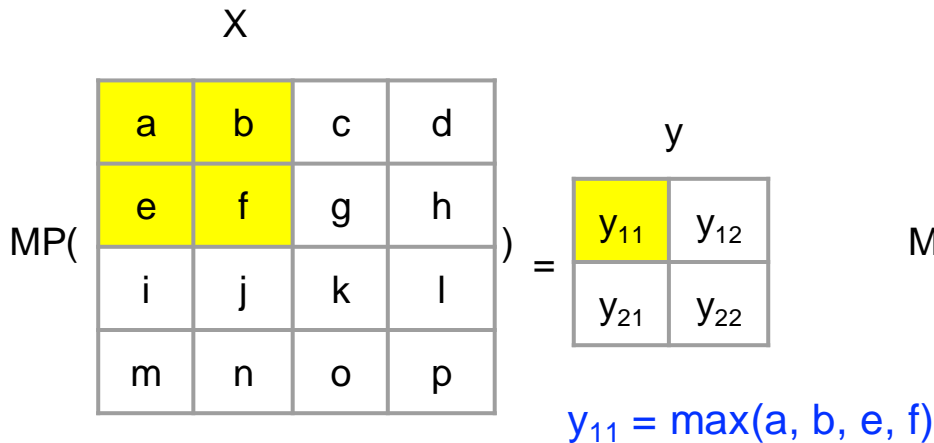 X
a b c d
e f g h
MP( ) =
i j k l
m n o p
y
y₁₁ y₁₂
y₂₁ y₂₂
M
y₁₁ = max(a, b, e, f)